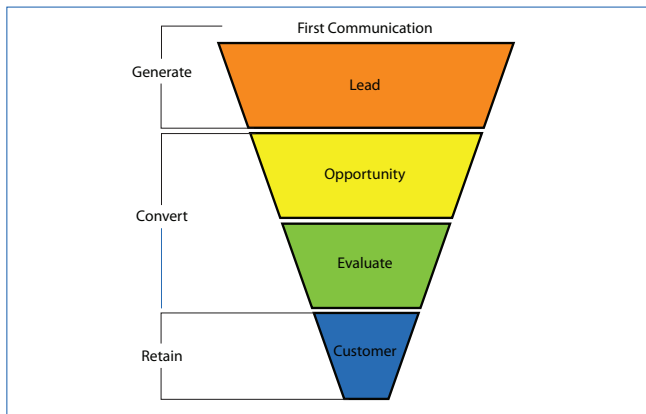 First Communication
Generate
Lead
Opportunity
Convert
Evaluate
Customer
Retain